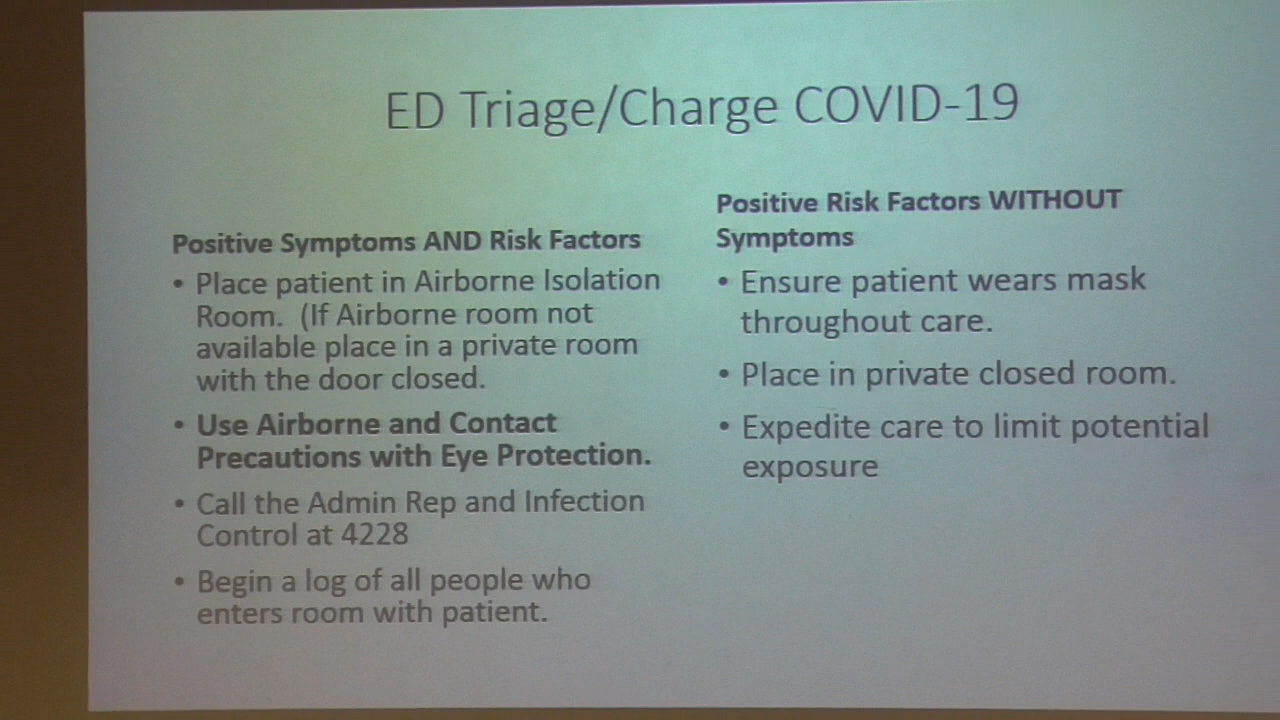 ED Triage/Charge COVID-19
Positive Symptoms AND Risk Factors
• Place patient in Airborne Isolation
Room.  (If Airborne room not
available place in a private room
with the door closed.
• Use Airborne and Contact
Precautions with Eye Protection.
• Call the Admin Rep and Infection
Control at 4228
• Begin a log of all people who
enters room with patient.
Positive Risk Factors WITHOUT
Symptoms
• Ensure patient wears mask
throughout care.
• Place in private closed room.
• Expedite care to limit potential
exposure